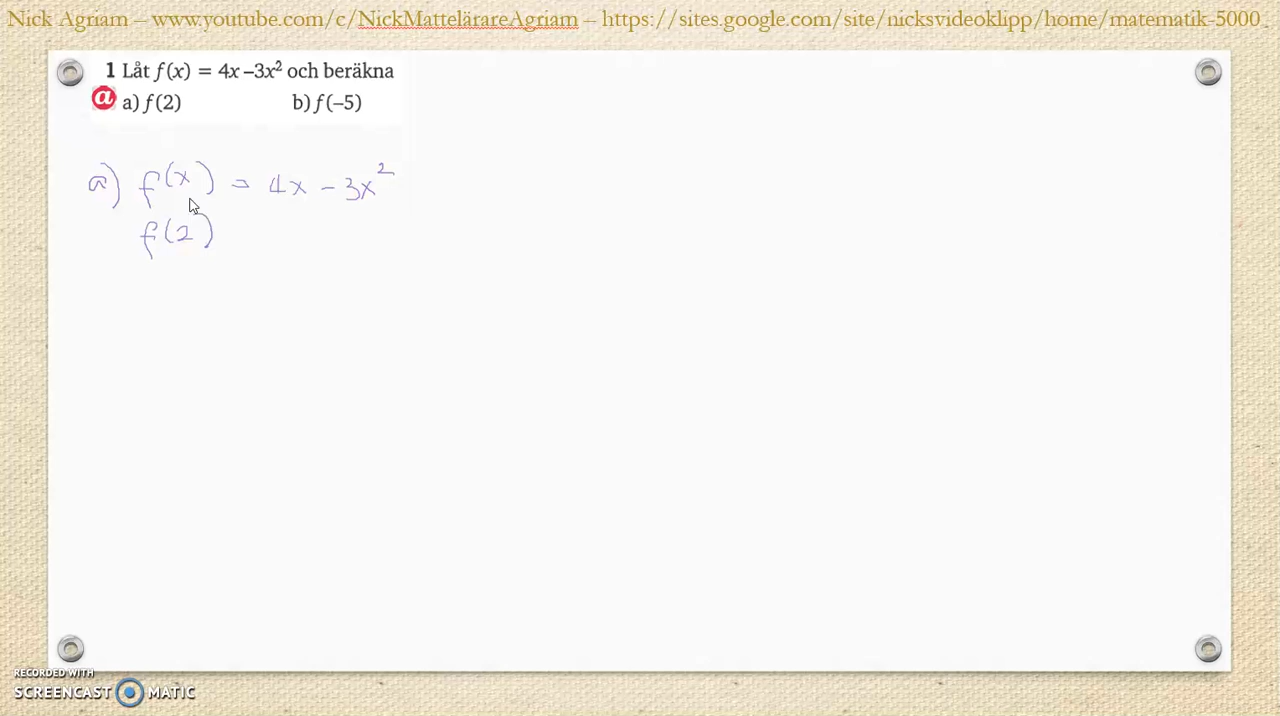 Nick Agriam – www.youtube.com/c/NickMattelärareAgriam – https://sites.google.com/site/nicksvideoklipp/home/matematik-5000
1 Låt f(x) = 4x –3x² och beräkna
a a) f(2) b) f(–5)
a) f(x) = 4x - 3x²
f(2)
RECORDED WITH
SCREENCAST MATIC